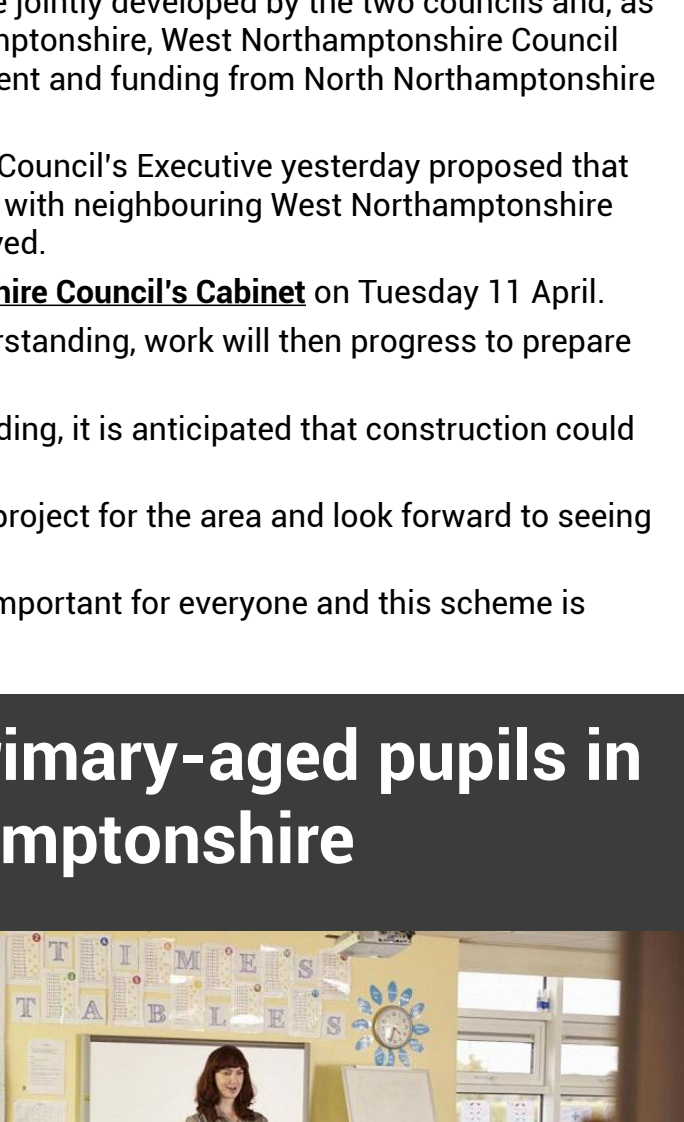 jointly developed by the two councils and, as
mptonshire, West Northamptonshire Council
ent and funding from North Northamptonshire
Council's Executive yesterday proposed that
with neighbouring West Northamptonshire
ved.
hire Council's Cabinet on Tuesday 11 April.
rstanding, work will then progress to prepare
ding, it is anticipated that construction could
project for the area and look forward to seeing
mportant for everyone and this scheme is
rimary-aged pupils in
mptonshire
TIMES
TABLES